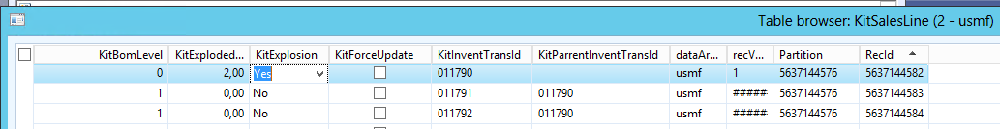 Table browser: KitSalesLine (2 - usmf)
KitBomLevel KitExploded... KitExplosion KitForceUpdate KitInventTransId KitParentInventTransId dataAr... recV... Partition RecId
0 2,00 Yes 011790 usmf 1 5637144576 5637144582
1 0,00 No 011791 011790 usmf ##### 5637144576 5637144583
1 0,00 No 011792 011790 usmf ##### 5637144576 5637144584